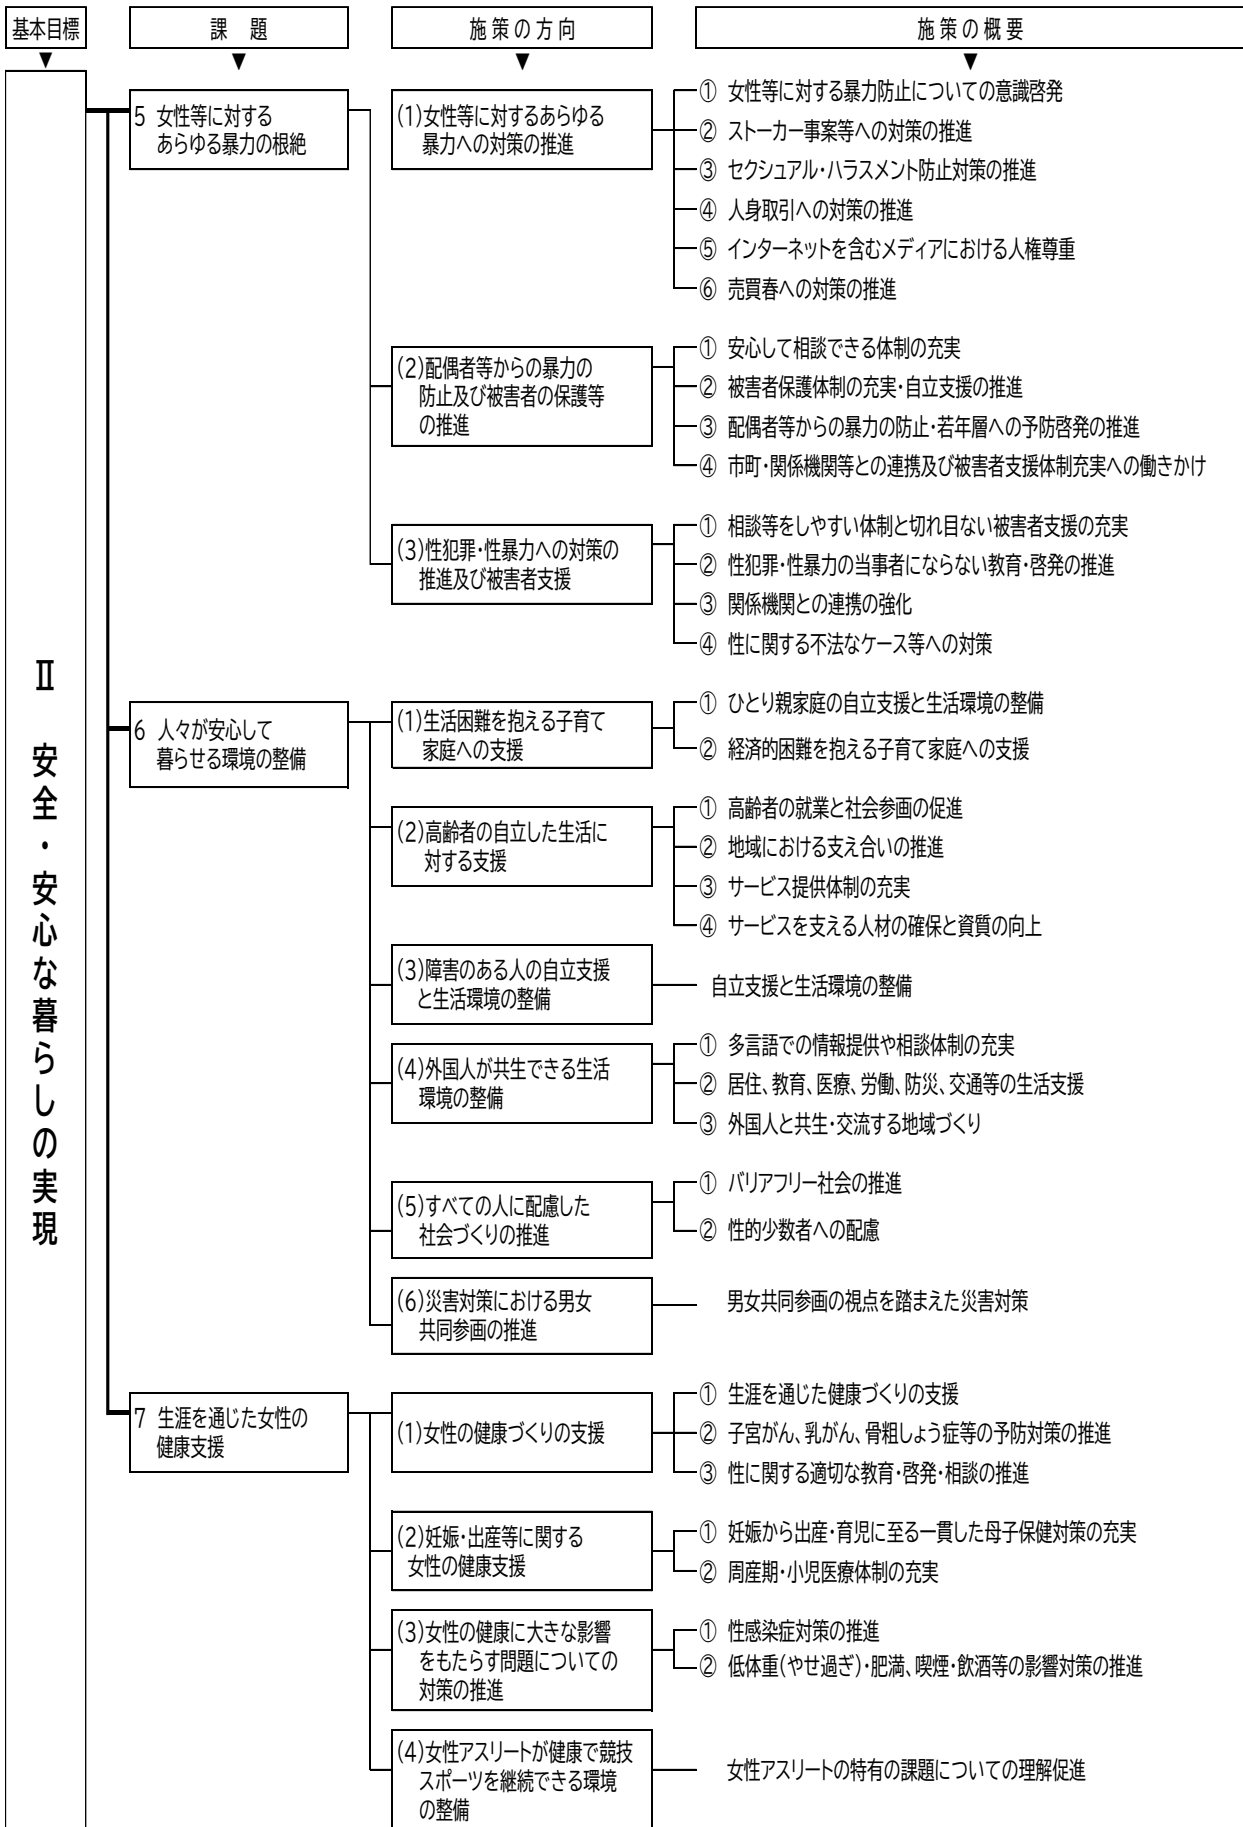 基本目標
課　題
施策の方向
施策の概要
▼
▼
▼
▼
Ⅱ　安全・安心な暮らしの実現
5 女性等に対する
あらゆる暴力の根絶
(1)女性等に対するあらゆる
暴力への対策の推進
① 女性等に対する暴力防止についての意識啓発
② ストーカー事案等への対策の推進
③ セクシュアル・ハラスメント防止対策の推進
④ 人身取引への対策の推進
⑤ インターネットを含むメディアにおける人権尊重
⑥ 売買春への対策の推進
(2)配偶者等からの暴力の
防止及び被害者の保護等
の推進
① 安心して相談できる体制の充実
② 被害者保護体制の充実・自立支援の推進
③ 配偶者等からの暴力の防止・若年層への予防啓発の推進
④ 市町・関係機関等との連携及び被害者支援体制充実への働きかけ
(3)性犯罪・性暴力への対策の
推進及び被害者支援
① 相談等をしやすい体制と切れ目ない被害者支援の充実
② 性犯罪・性暴力の当事者にならない教育・啓発の推進
③ 関係機関との連携の強化
④ 性に関する不法なケース等への対策
6 人々が安心して
暮らせる環境の整備
(1)生活困難を抱える子育て
家庭への支援
① ひとり親家庭の自立支援と生活環境の整備
② 経済的困難を抱える子育て家庭への支援
(2)高齢者の自立した生活に
対する支援
① 高齢者の就業と社会参画の促進
② 地域における支え合いの推進
③ サービス提供体制の充実
④ サービスを支える人材の確保と資質の向上
(3)障害のある人の自立支援
と生活環境の整備
自立支援と生活環境の整備
(4)外国人が共生できる生活
環境の整備
① 多言語での情報提供や相談体制の充実
② 居住、教育、医療、労働、防災、交通等の生活支援
③ 外国人と共生・交流する地域づくり
(5)すべての人に配慮した
社会づくりの推進
① バリアフリー社会の推進
② 性的少数者への配慮
(6)災害対策における男女
共同参画の推進
男女共同参画の視点を踏まえた災害対策
7 生涯を通じた女性の
健康支援
(1)女性の健康づくりの支援
① 生涯を通じた健康づくりの支援
② 子宮がん、乳がん、骨粗しょう症等の予防対策の推進
③ 性に関する適切な教育・啓発・相談の推進
(2)妊娠・出産等に関する
女性の健康支援
① 妊娠から出産・育児に至る一貫した母子保健対策の充実
② 周産期・小児医療体制の充実
(3)女性の健康に大きな影響
をもたらす問題についての
対策の推進
① 性感染症対策の推進
② 低体重(やせ過ぎ)・肥満、喫煙・飲酒等の影響対策の推進
(4)女性アスリートが健康で競技
スポーツを継続できる環境
の整備
女性アスリートの特有の課題についての理解促進